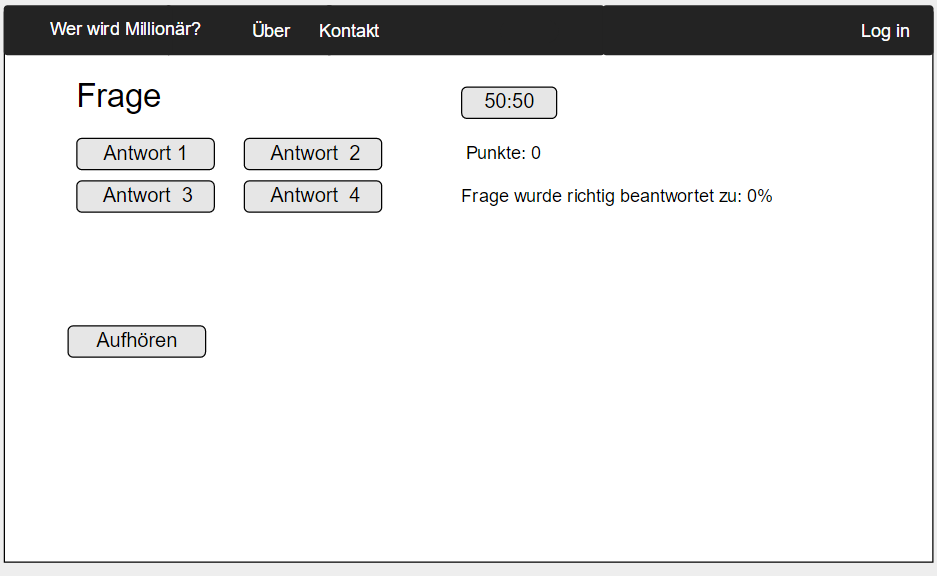 Wer wird Millionär? Über Kontakt Log in
Frage
50:50
Antwort 1 Antwort 2
Punkte: 0
Antwort 3 Antwort 4
Frage wurde richtig beantwortet zu: 0%
Aufhören